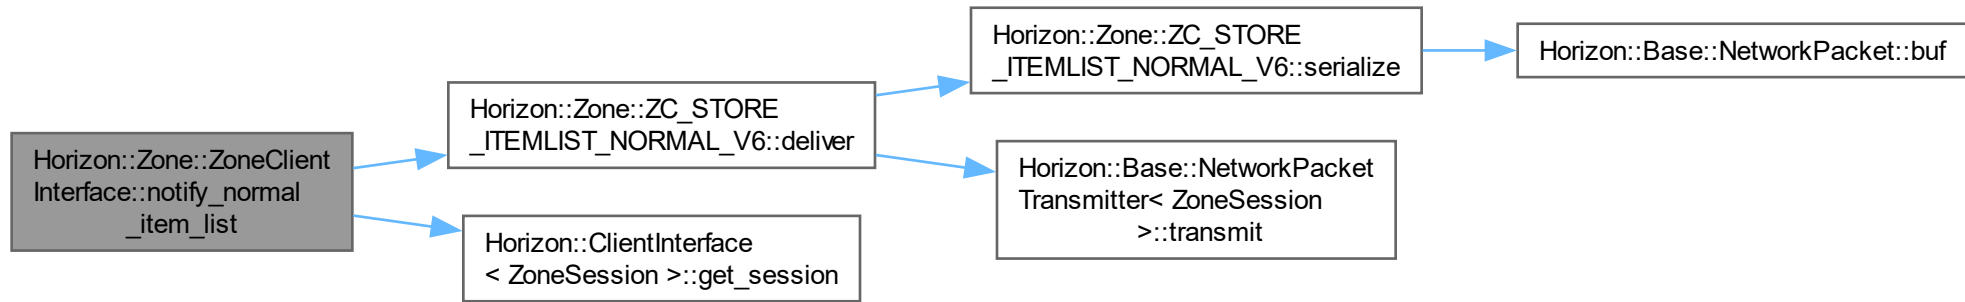 Horizon::Zone::ZoneClient
Interface::notify_normal
_item_list
Horizon::Zone::ZC_STORE
_ITEMLIST_NORMAL_V6::deliver
Horizon::ClientInterface
< ZoneSession >::get_session
Horizon::Zone::ZC_STORE
_ITEMLIST_NORMAL_V6::serialize
Horizon::Base::NetworkPacket
Transmitter< ZoneSession
>::transmit
Horizon::Base::NetworkPacket::buf